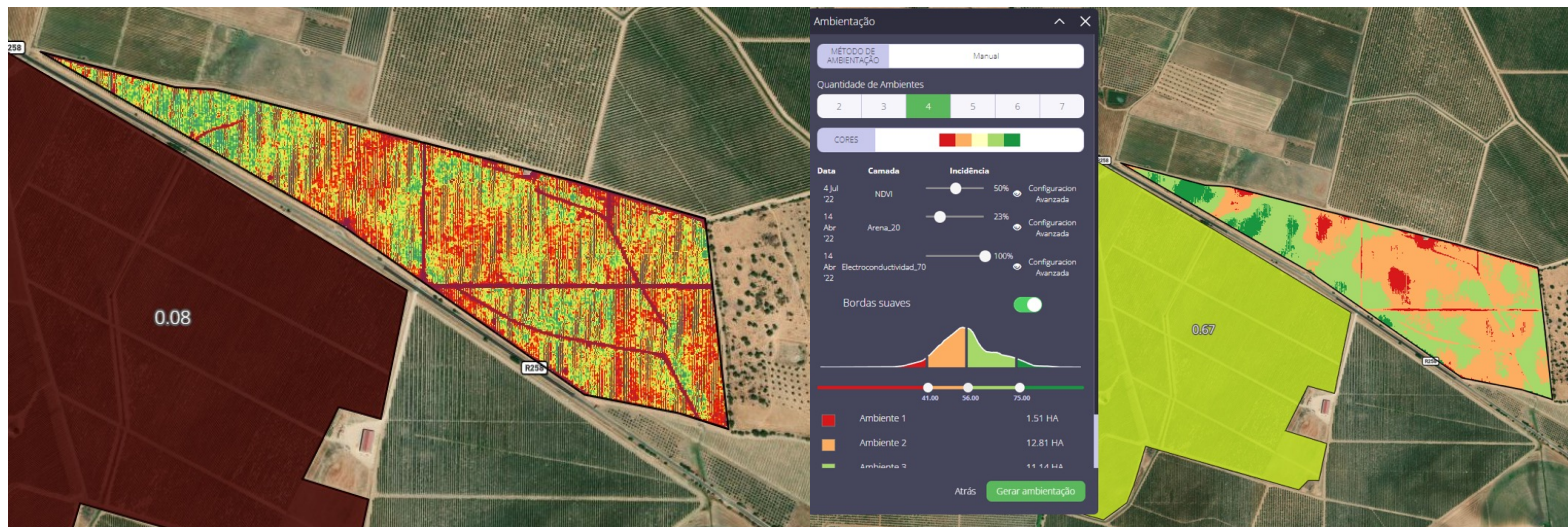 258
0.08
R258
Ambientação
MÉTODO DE
AMBIENTAÇÃO
Manual
Quantidade de Ambientes
2 3 4 5 6 7
CORES
Data Camada Incidência
4 Jul
'22
NDVI
50%
Configuracion
Avanzada
14
Abr
'22
Arena_20
23%
Configuracion
Avanzada
14
Abr
'22
Electroconductividad_70
100%
Configuracion
Avanzada
Bordas suaves
41.00 56.00 75.00
Ambiente 1 1.51 HA
Ambiente 2 12.81 HA
Ambiente 3 11.14 HA
Atrás Gerar ambientação
258
0.67
R258